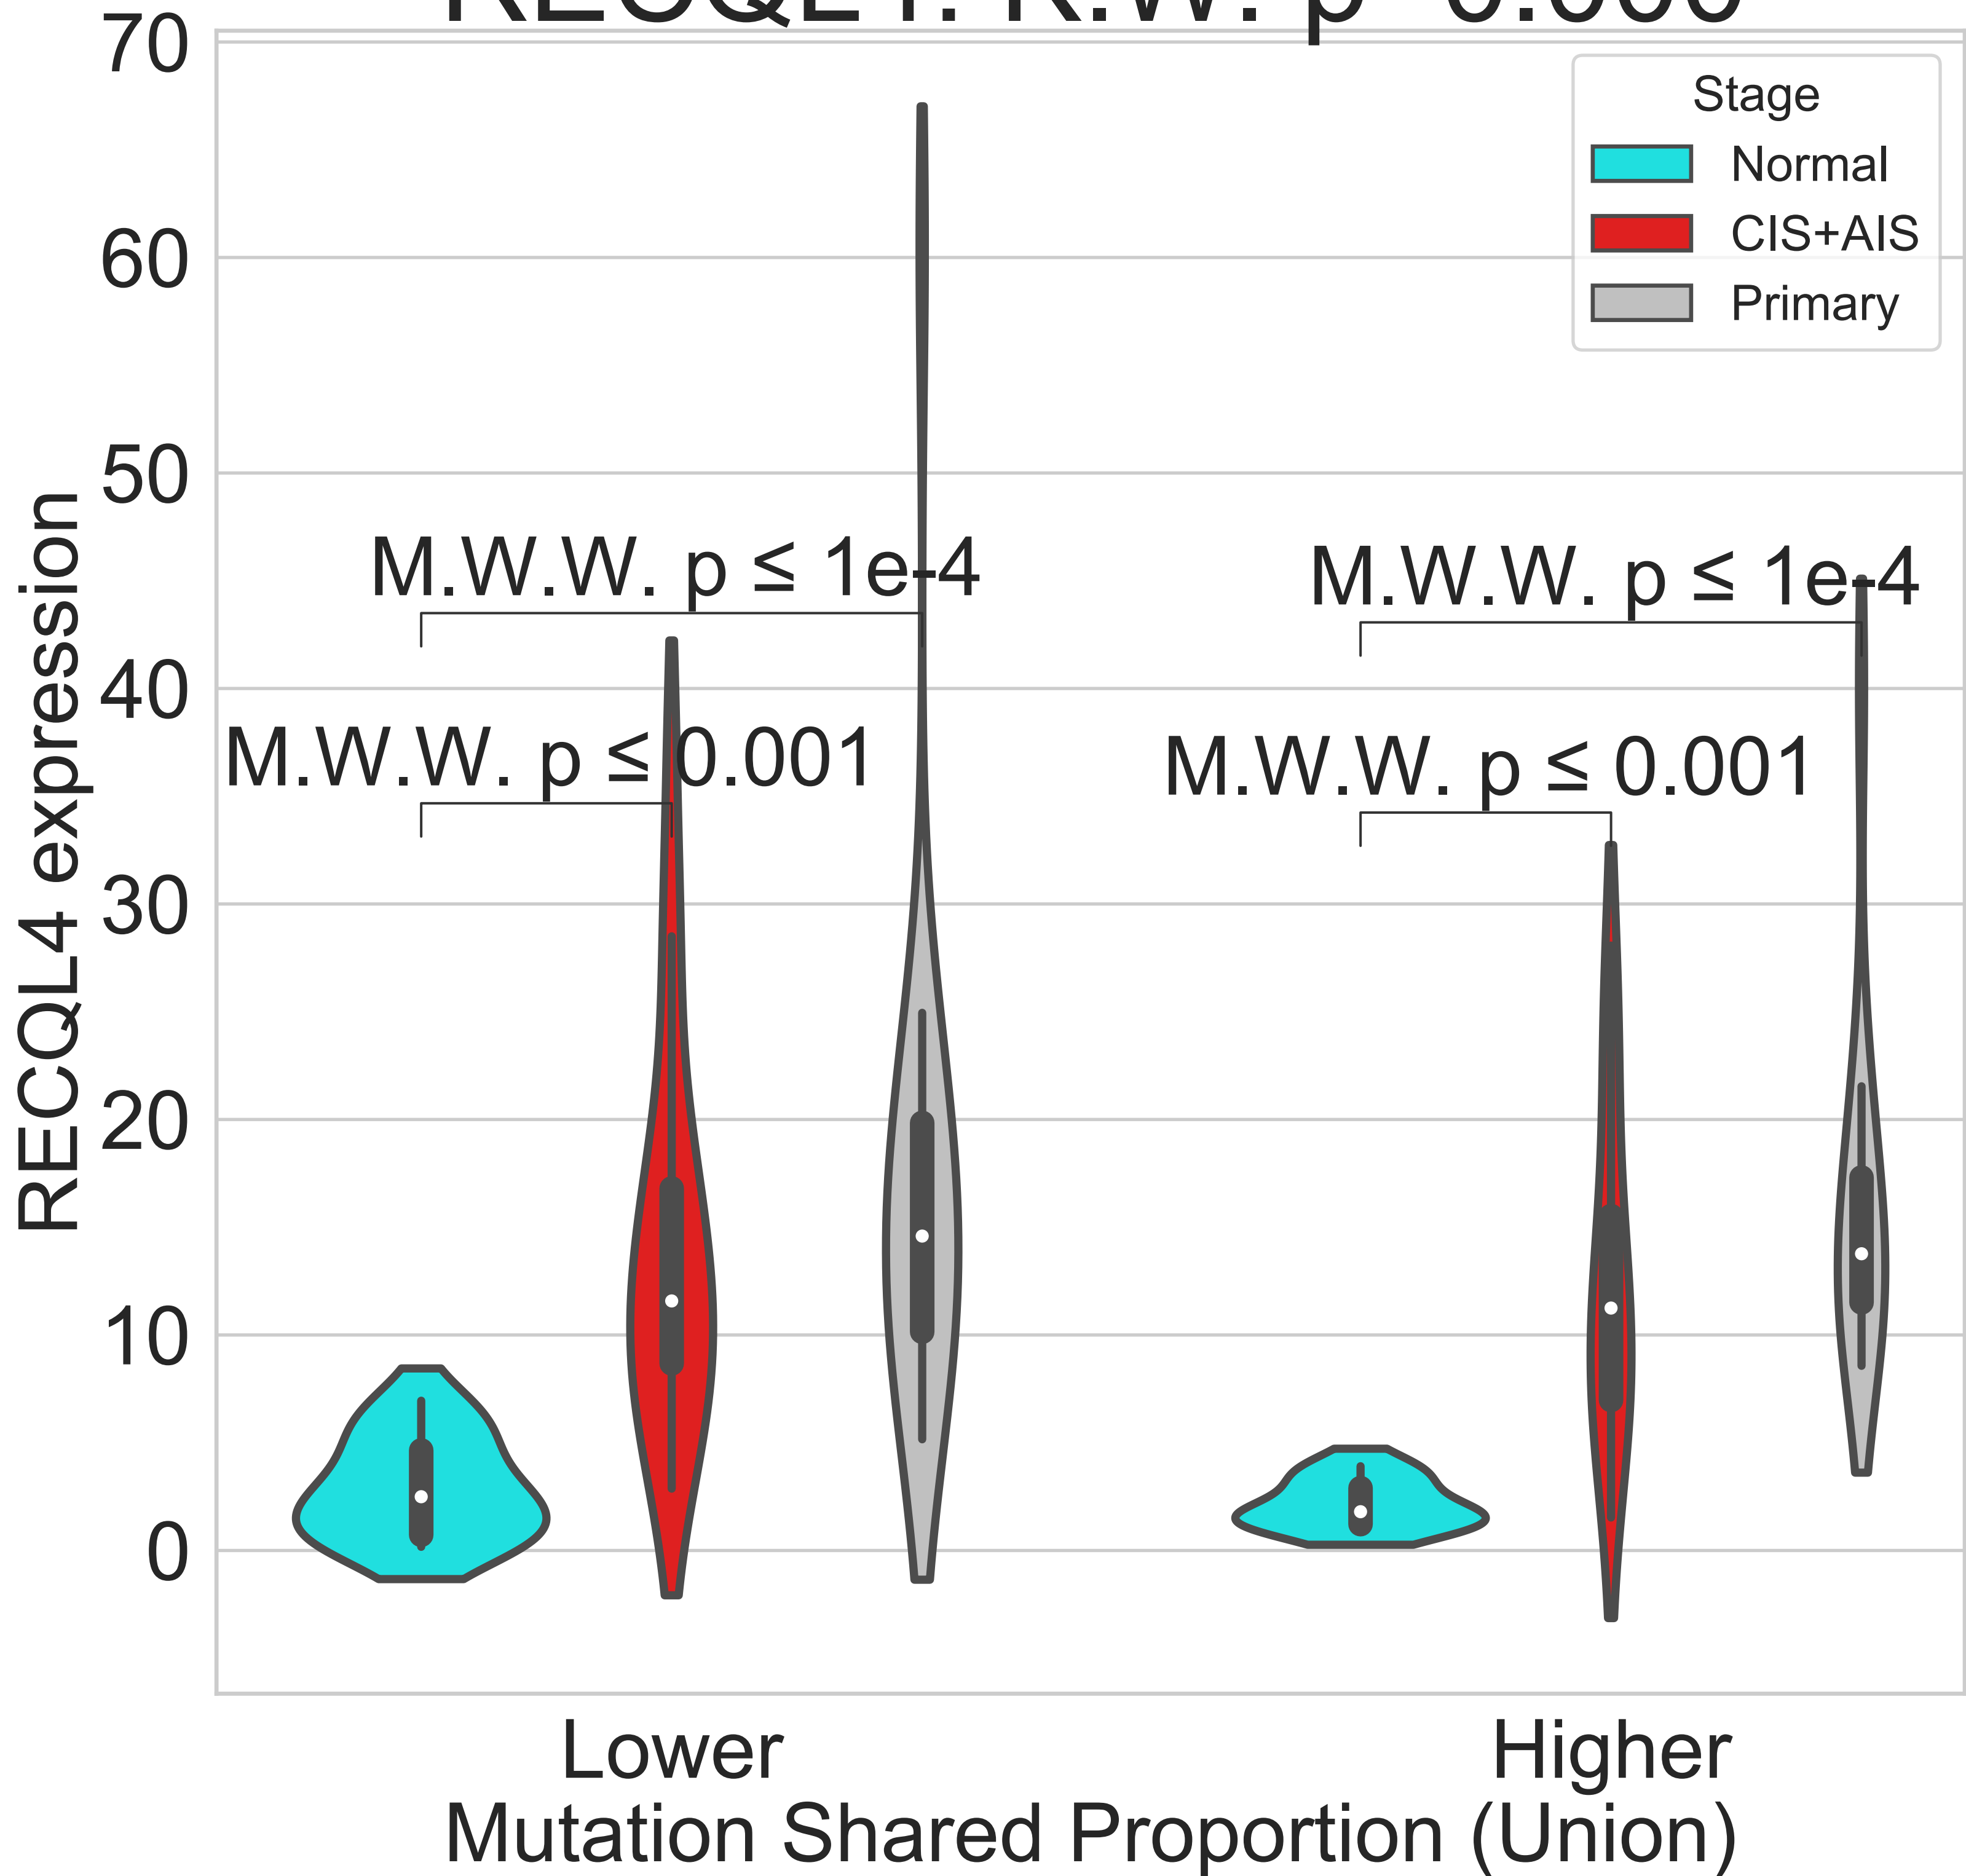 70
Stage
Normal
CIS+AIS
Primary
60
50
40
30
20
10
0
RECQL4 expression
M.W.W. p ≤ 1e-4
M.W.W. p ≤ 1e-4
M.W.W. p ≤ 0.001
M.W.W. p ≤ 0.001
Lower
Higher
Mutation Shared Proportion (Union)